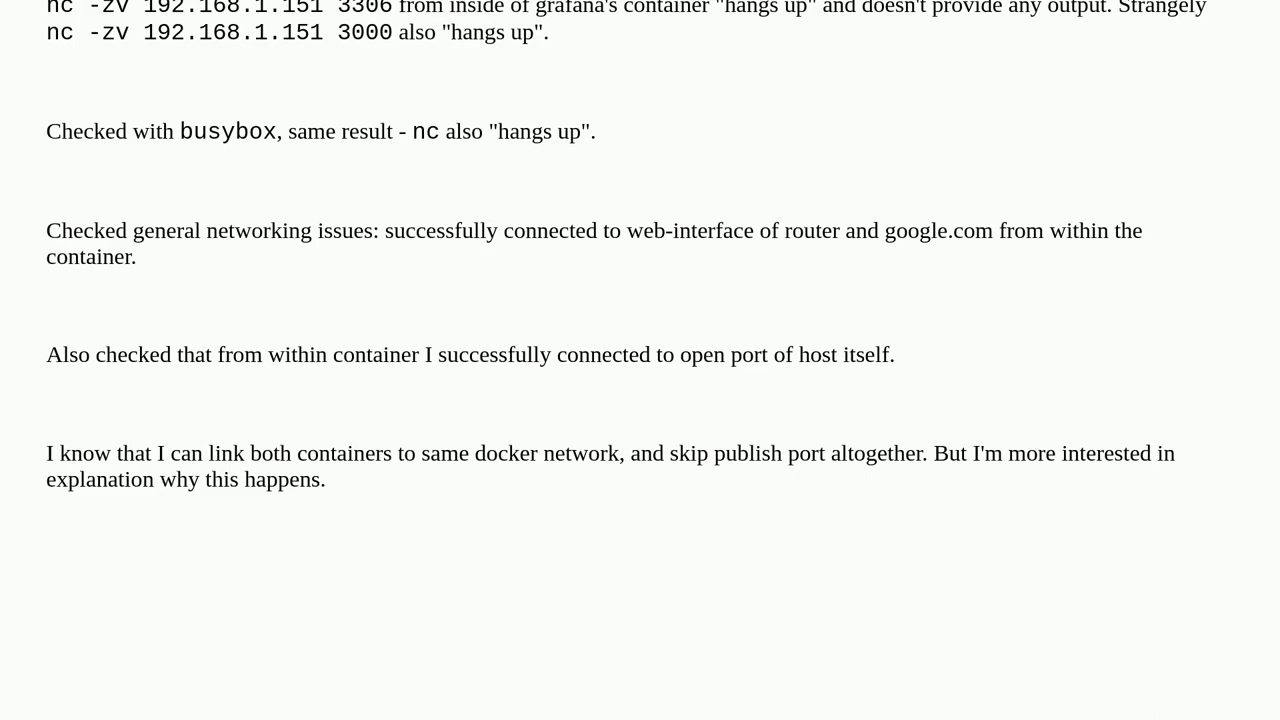 nc -zv 192.168.1.151 3306 from inside of grafana's container "hangs up" and doesn't provide any output. Strangely
nc -zv 192.168.1.151 3000 also "hangs up".
Checked with busybox, same result - nc also "hangs up".
Checked general networking issues: successfully connected to web-interface of router and google.com from within the
container.
Also checked that from within container I successfully connected to open port of host itself.
I know that I can link both containers to same docker network, and skip publish port altogether. But I'm more interested in
explanation why this happens.